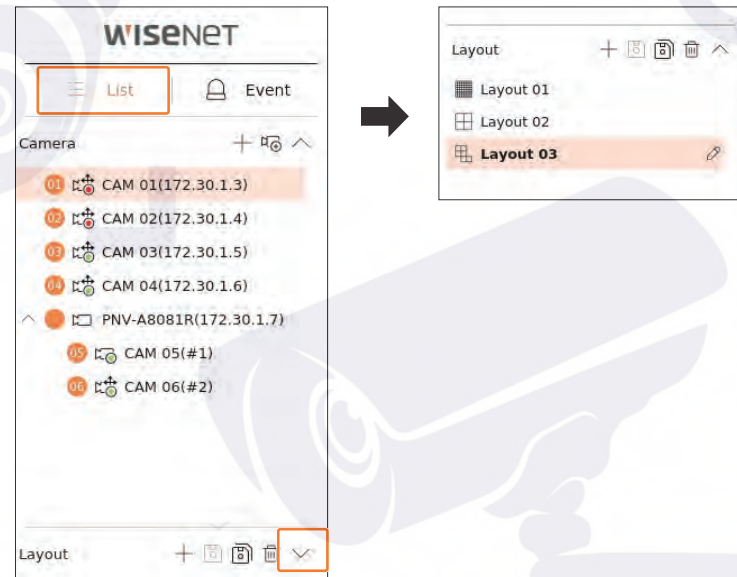 WISENET
List Event
Camera
01 CAM 01(172.30.1.3)
02 CAM 02(172.30.1.4)
03 CAM 03(172.30.1.5)
04 CAM 04(172.30.1.6)
PNV-A8081R(172.30.1.7)
05 CAM 05(#1)
06 CAM 06(#2)
Layout
Layout
Layout 01
Layout 02
Layout 03